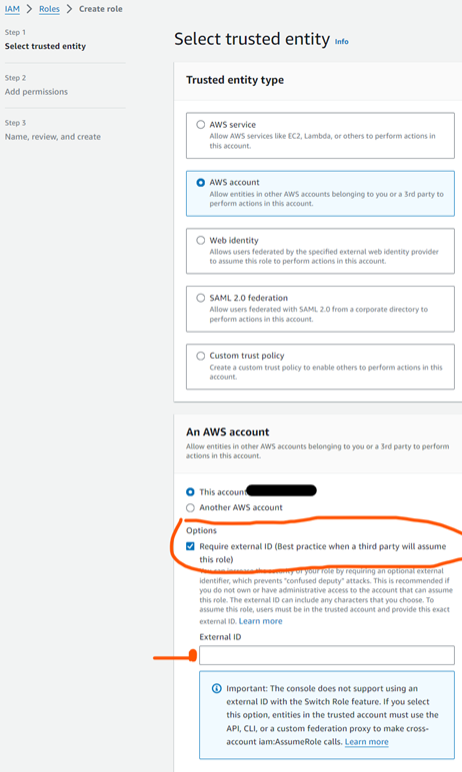 IAM > Roles > Create role
Step 1
Select trusted entity
Step 2
Add permissions
Step 3
Name, review, and create
Select trusted entity Info
Trusted entity type
AWS service
Allow AWS services like EC2, Lambda, or others to perform actions in
this account.
AWS account
Allow entities in other AWS accounts belonging to you or a 3rd party to
perform actions in this account.
Web identity
Allows users federated by the specified external web identity provider
to assume this role to perform actions in this account.
SAML 2.0 federation
Allow users federated with SAML 2.0 from a corporate directory to
perform actions in this account.
Custom trust policy
Create a custom trust policy to enable others to perform actions in this
account.
An AWS account
Allow entities in other AWS accounts belonging to you or a 3rd party to perform
actions in this account.
This account
Another AWS account
Options
Require external ID (Best practice when a third party will assume
this role)
of your role by requiring an optional external
identifier, which prevents "confused deputy" attacks. This is recommended if
you do not own or have administrative access to the account that can assume
this role. The external ID can include any characters that you choose. To
assume this role, users must be in the trusted account and provide this exact
external ID. Learn more
External ID
Important: The console does not support using an
external ID with the Switch Role feature. If you select
this option, entities in the trusted account must use the
API, CLI, or a custom federation proxy to make cross-
account iam:AssumeRole calls. Learn more